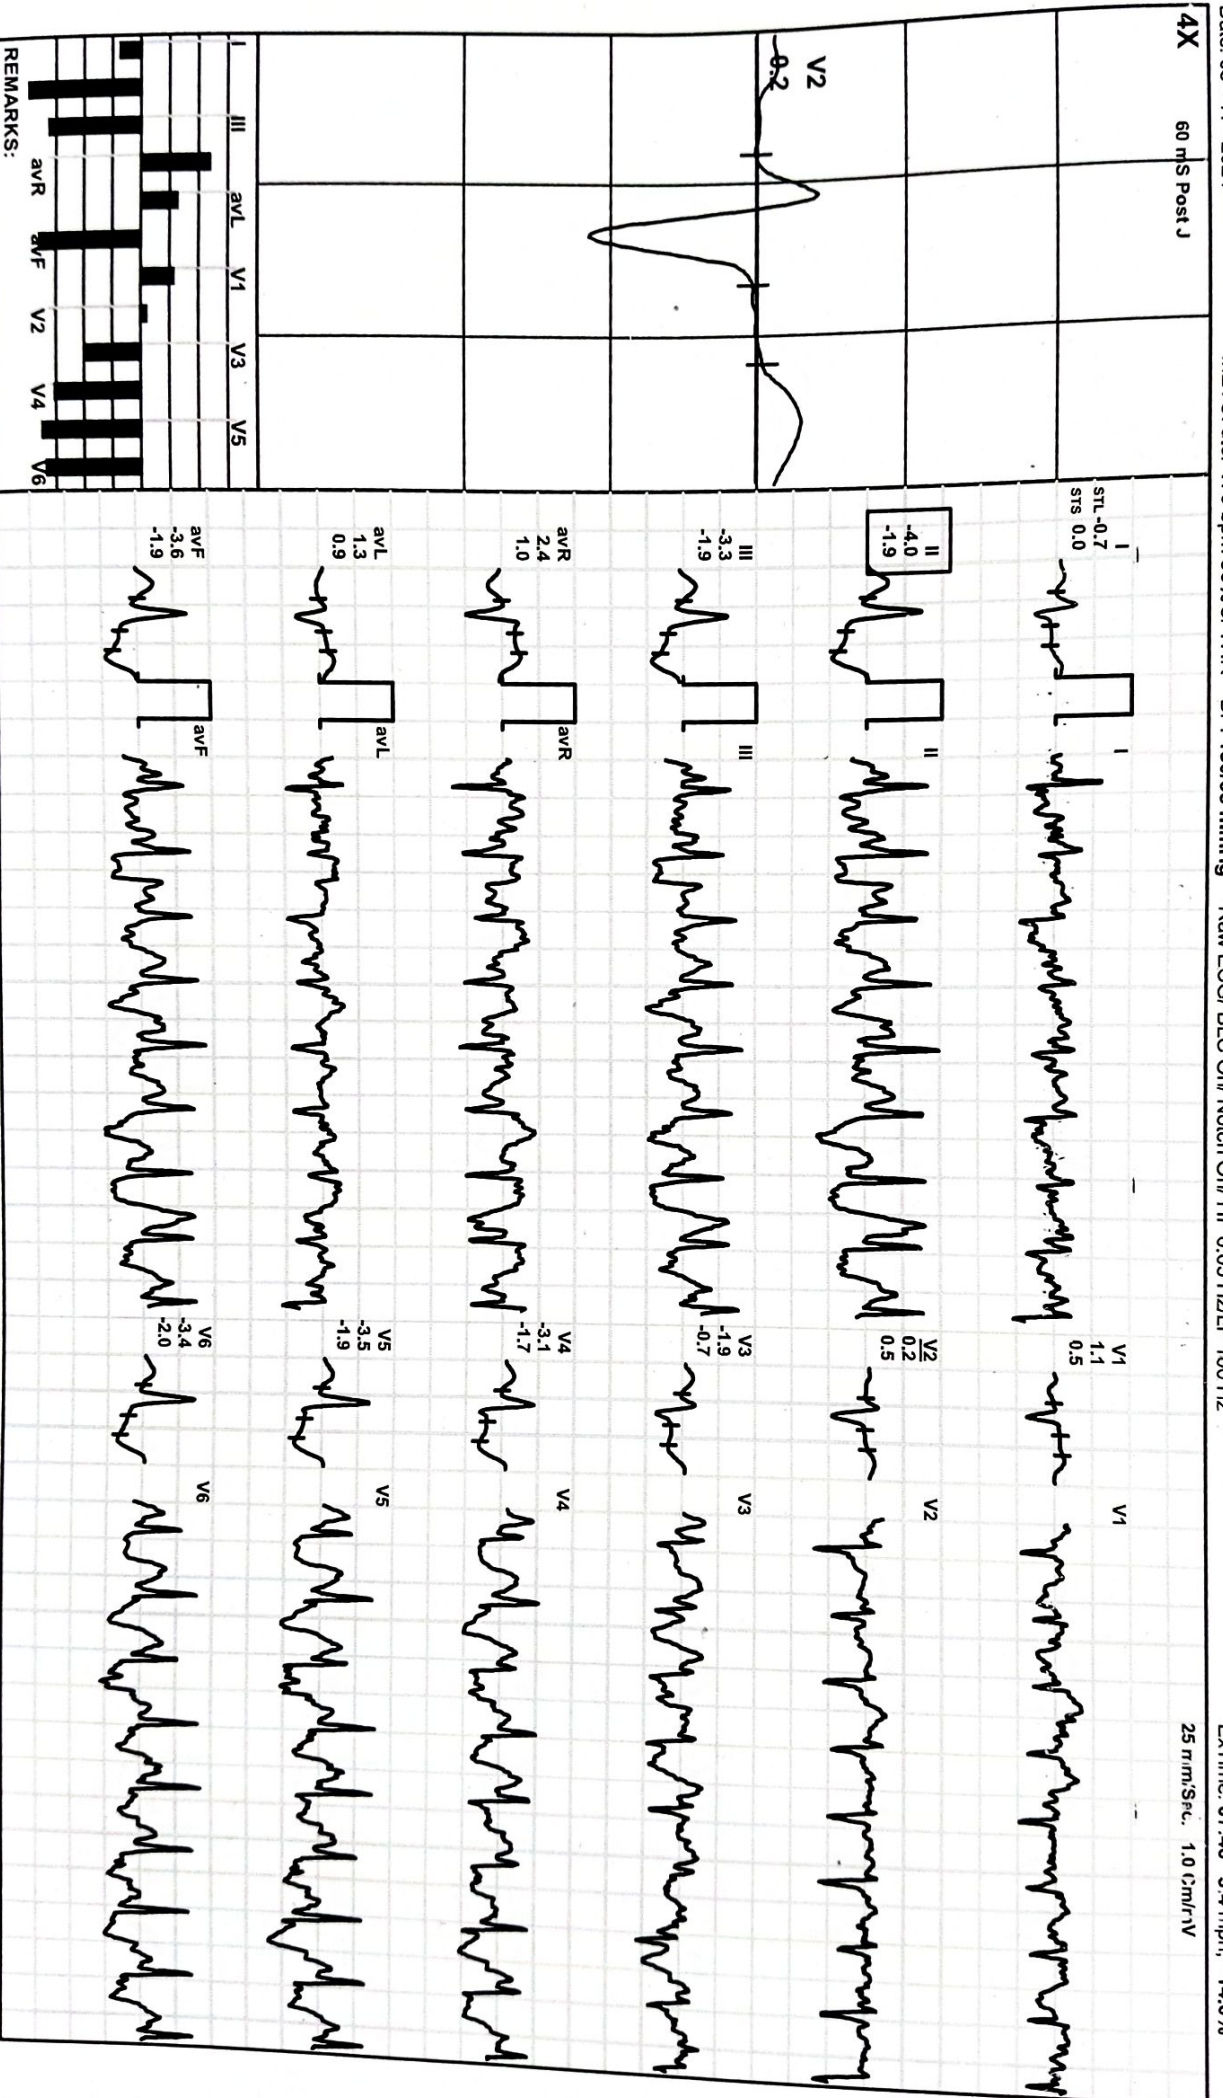 4X
60 mS Post J
25 mm/Sec. 1.0 Cm/mV
V2
0.2
I
III
avL
V1
V3
V5
avR
avF
V2
V4
V6
REMARKS:
I
STL -0.7
STS 0.0
I
V1
1.1
0.5
V1
II
-4.0
-1.9
II
V2
0.2
0.5
V2
III
-3.3
-1.9
III
V3
-1.9
-0.7
V3
avR
2.4
1.0
avR
V4
-3.1
-1.7
V4
avL
1.3
0.9
avL
V5
-3.5
-1.9
V5
avF
-3.6
-1.9
avF
V6
-3.4
-2.0
V6